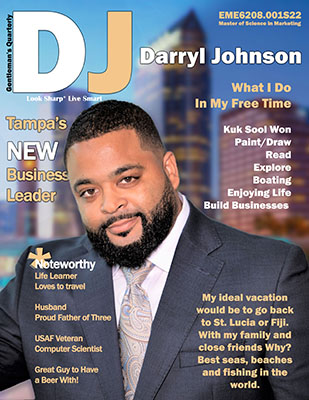 EME6208.001S22
Master of Science in Marketing
Gentleman's Quarterly
DJ
Look Sharp* Live Smart
Darryl Johnson
What I Do
In My Free Time
Kuk Sool Won
Paint/Draw
Read
Explore
Boating
Enjoying Life
Build Businesses
Tampa's
NEW
Business
Leader
*Noteworthy
Life Learner
Loves to travel
Husband
Proud Father of Three
USAF Veteran
Computer Scientist
Great Guy to Have
a Beer With!
My ideal vacation
would be to go back
to St. Lucia or Fiji.
With my family and
close friends Why?
Best seas, beaches
and fishing in the
world.